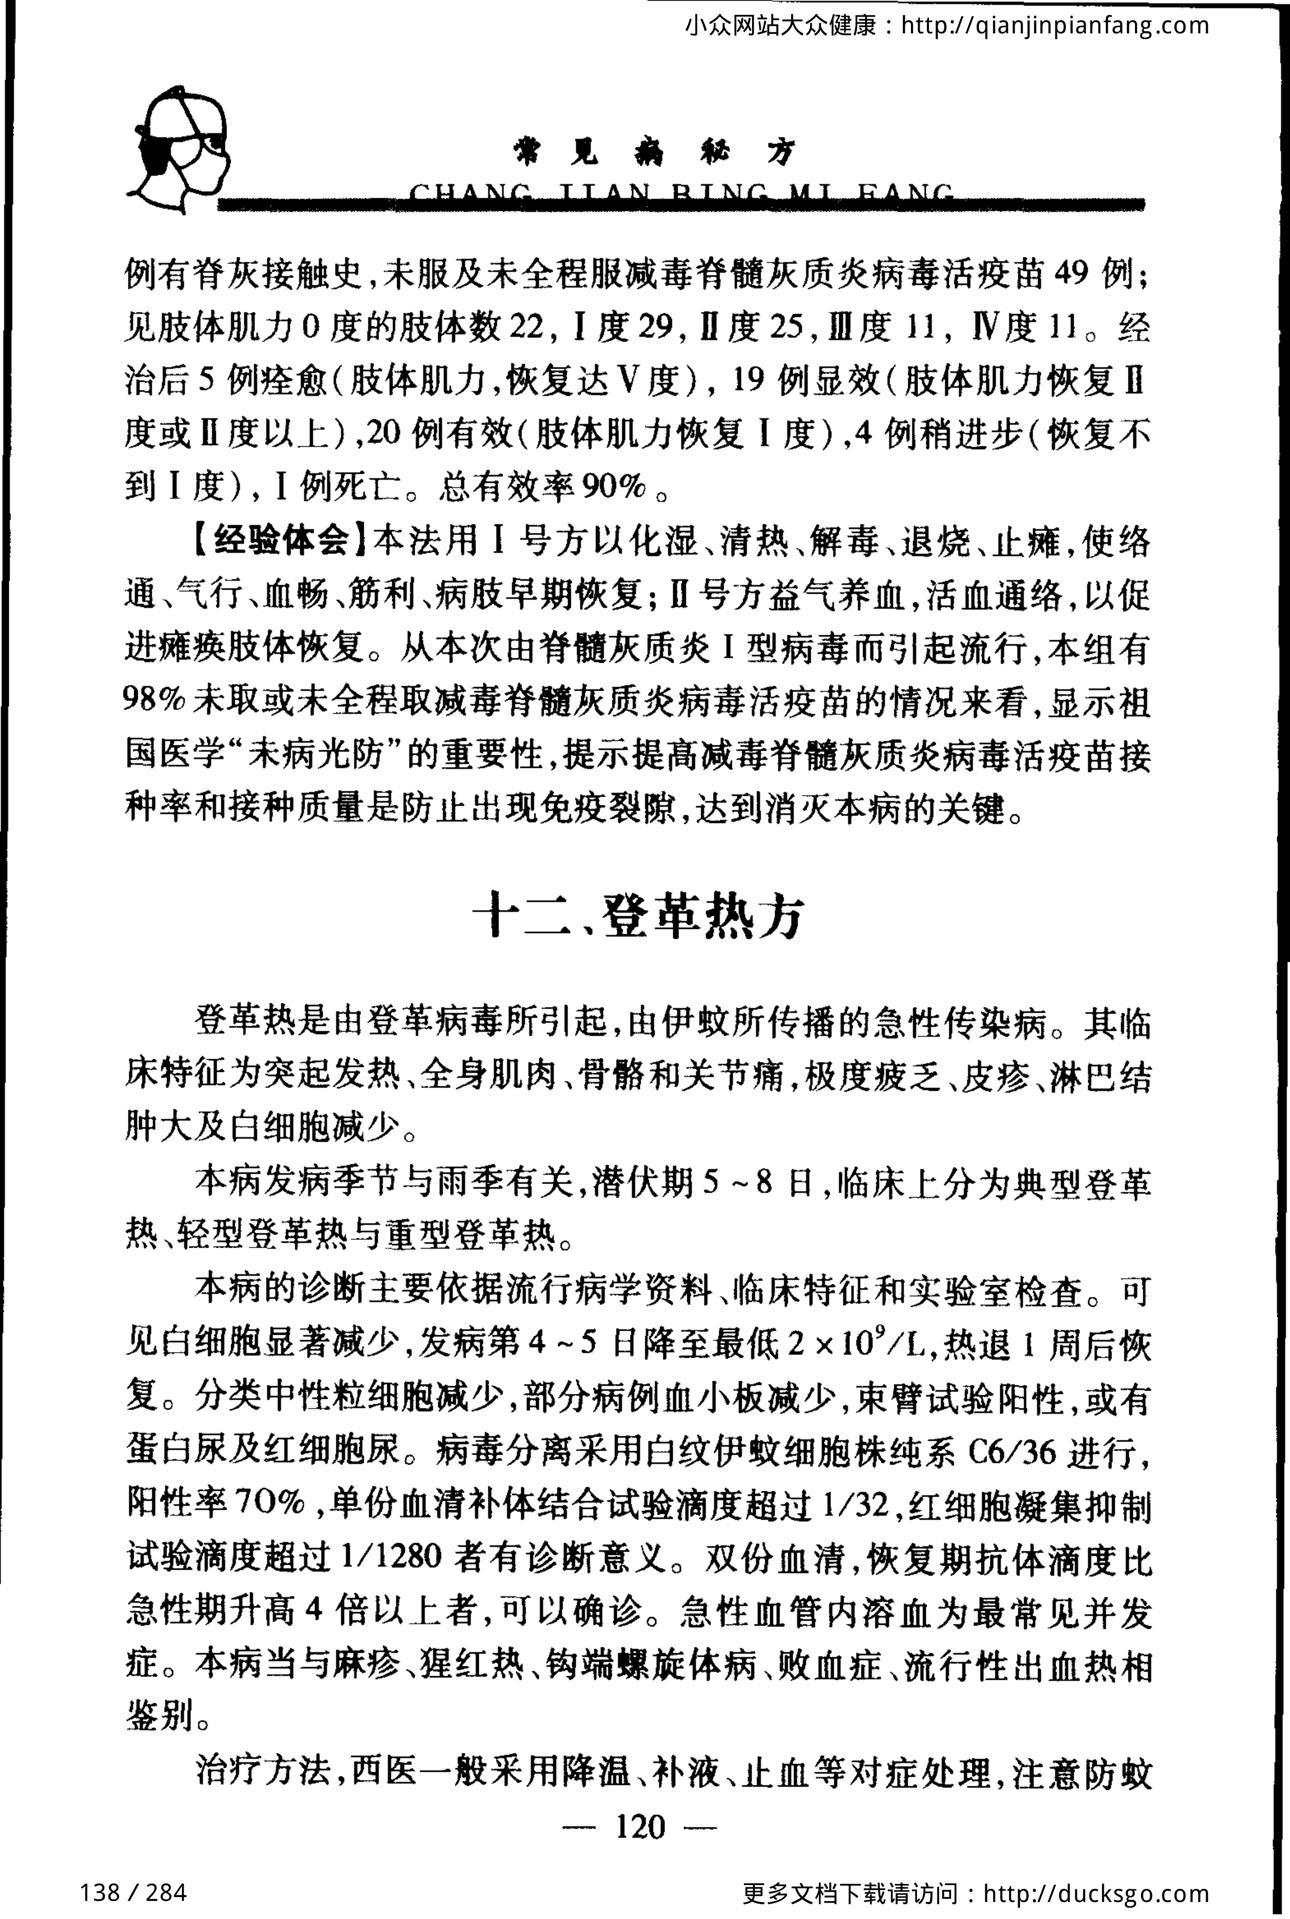 小众网站大众健康：http://qianjinpianfang.com
常见病秘方
CHANG JIAN BING MI FANG
例有脊灰接触史,未服及未全程服减毒脊髓灰质炎病毒活疫苗 49 例;
见肢体肌力 0 度的肢体数 22, Ⅰ度 29, Ⅱ度 25, Ⅲ度 11, Ⅳ度 11。经
治后 5 例痊愈(肢体肌力,恢复达Ⅴ度), 19 例显效(肢体肌力恢复Ⅱ
度或Ⅱ度以上),20 例有效(肢体肌力恢复Ⅰ度),4 例稍进步(恢复不
到Ⅰ度), Ⅰ例死亡。总有效率 90%。
【经验体会】本法用Ⅰ号方以化湿、清热、解毒、退烧、止瘫,使络
通、气行、血畅、筋利、病肢早期恢复; Ⅱ号方益气养血,活血通络,以促
进瘫痪肢体恢复。从本次由脊髓灰质炎Ⅰ型病毒而引起流行,本组有
98% 未取或未全程取减毒脊髓灰质炎病毒活疫苗的情况来看,显示祖
国医学“未病光防”的重要性,提示提高减毒脊髓灰质炎病毒活疫苗接
种率和接种质量是防止出现免疫裂隙,达到消灭本病的关键。
十二、登革热方
登革热是由登革病毒所引起,由伊蚊所传播的急性传染病。其临
床特征为突起发热、全身肌肉、骨骼和关节痛,极度疲乏、皮疹、淋巴结
肿大及白细胞减少。
本病发病季节与雨季有关,潜伏期 5 ~ 8 日,临床上分为典型登革
热、轻型登革热与重型登革热。
本病的诊断主要依据流行病学资料、临床特征和实验室检查。可
见白细胞显著减少,发病第 4 ~ 5 日降至最低 2 × 10⁹/L,热退 1 周后恢
复。分类中性粒细胞减少,部分病例血小板减少,束臂试验阳性,或有
蛋白尿及红细胞尿。病毒分离采用白纹伊蚊细胞株纯系 C6/36 进行,
阳性率 70%,单份血清补体结合试验滴度超过 1/32,红细胞凝集抑制
试验滴度超过 1/1280 者有诊断意义。双份血清,恢复期抗体滴度比
急性期升高 4 倍以上者,可以确诊。急性血管内溶血为最常见并发
症。本病当与麻疹、猩红热、钩端螺旋体病、败血症、流行性出血热相
鉴别。
治疗方法,西医一般采用降温、补液、止血等对症处理,注意防蚊
— 120 —
138 / 284
更多文档下载请访问：http://ducksgo.com